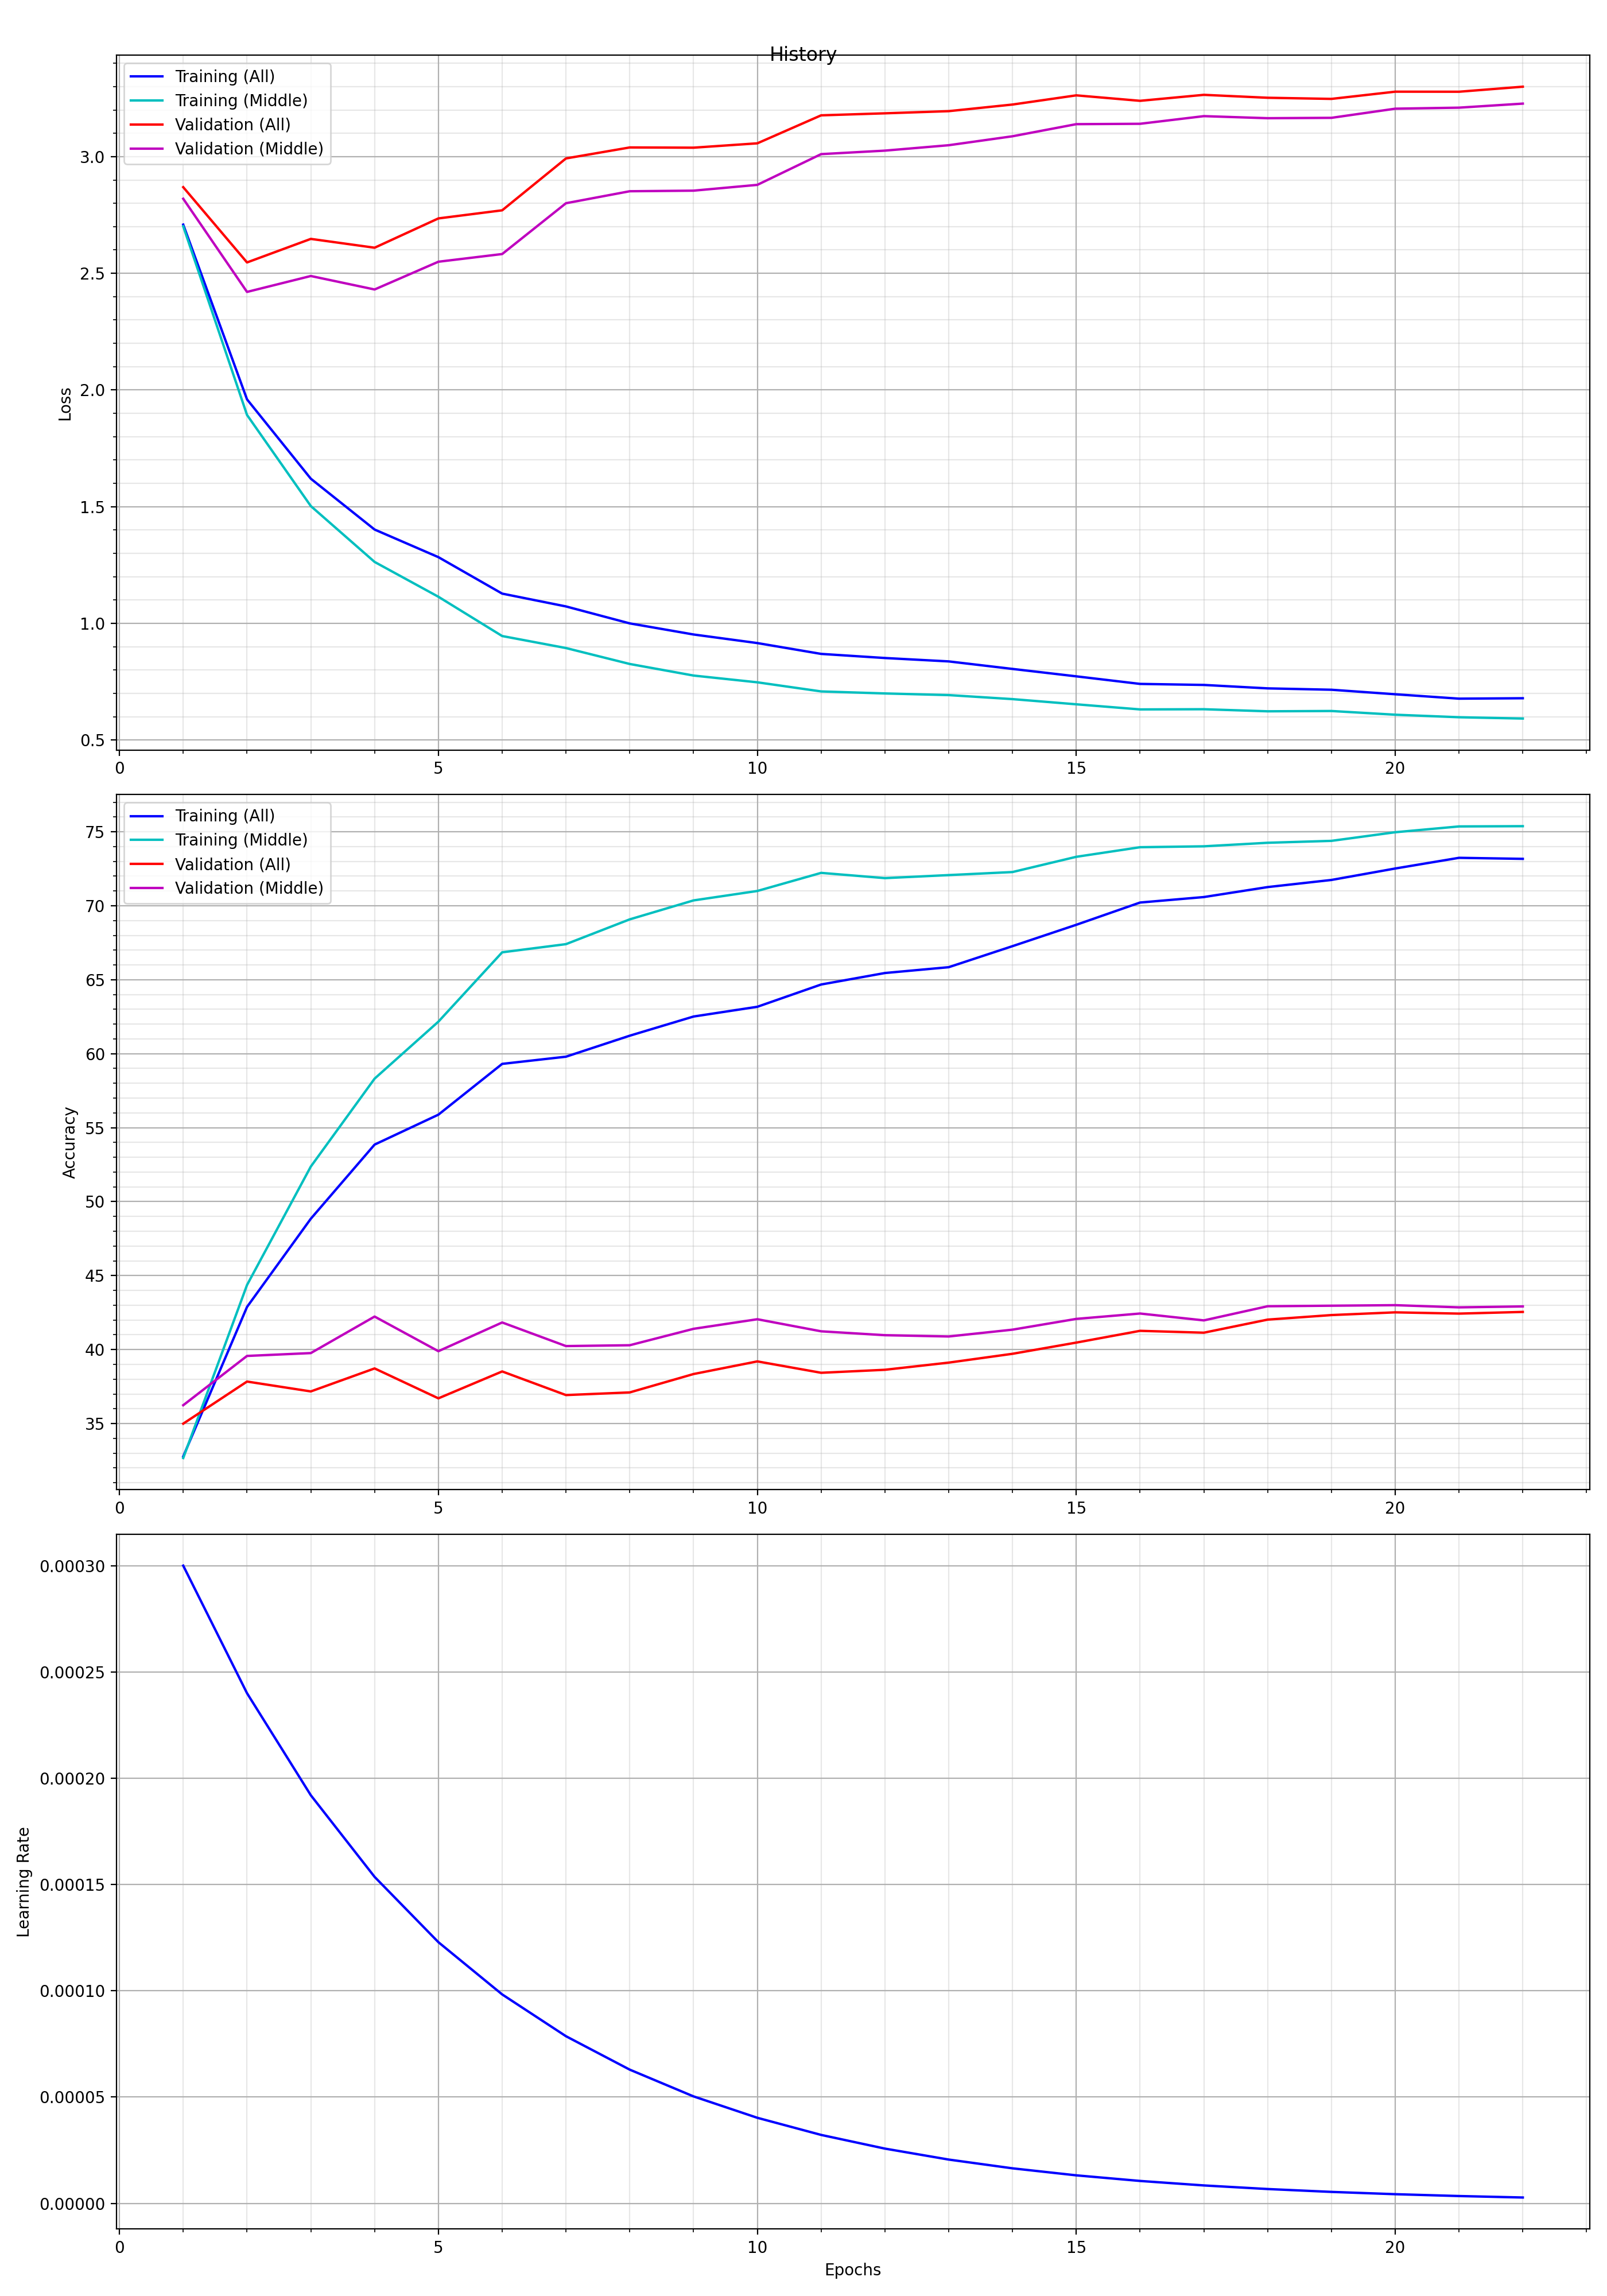 History
Training (All)
Training (Middle)
Validation (All)
Validation (Middle)
Loss
3.0
2.5
2.0
1.5
1.0
0.5
0 5 10 15 20
Training (All)
Training (Middle)
Validation (All)
Validation (Middle)
Accuracy
75
70
65
60
55
50
45
40
35
0 5 10 15 20
Learning Rate
0.00030
0.00025
0.00020
0.00015
0.00010
0.00005
0.00000
0 5 10 15 20
Epochs